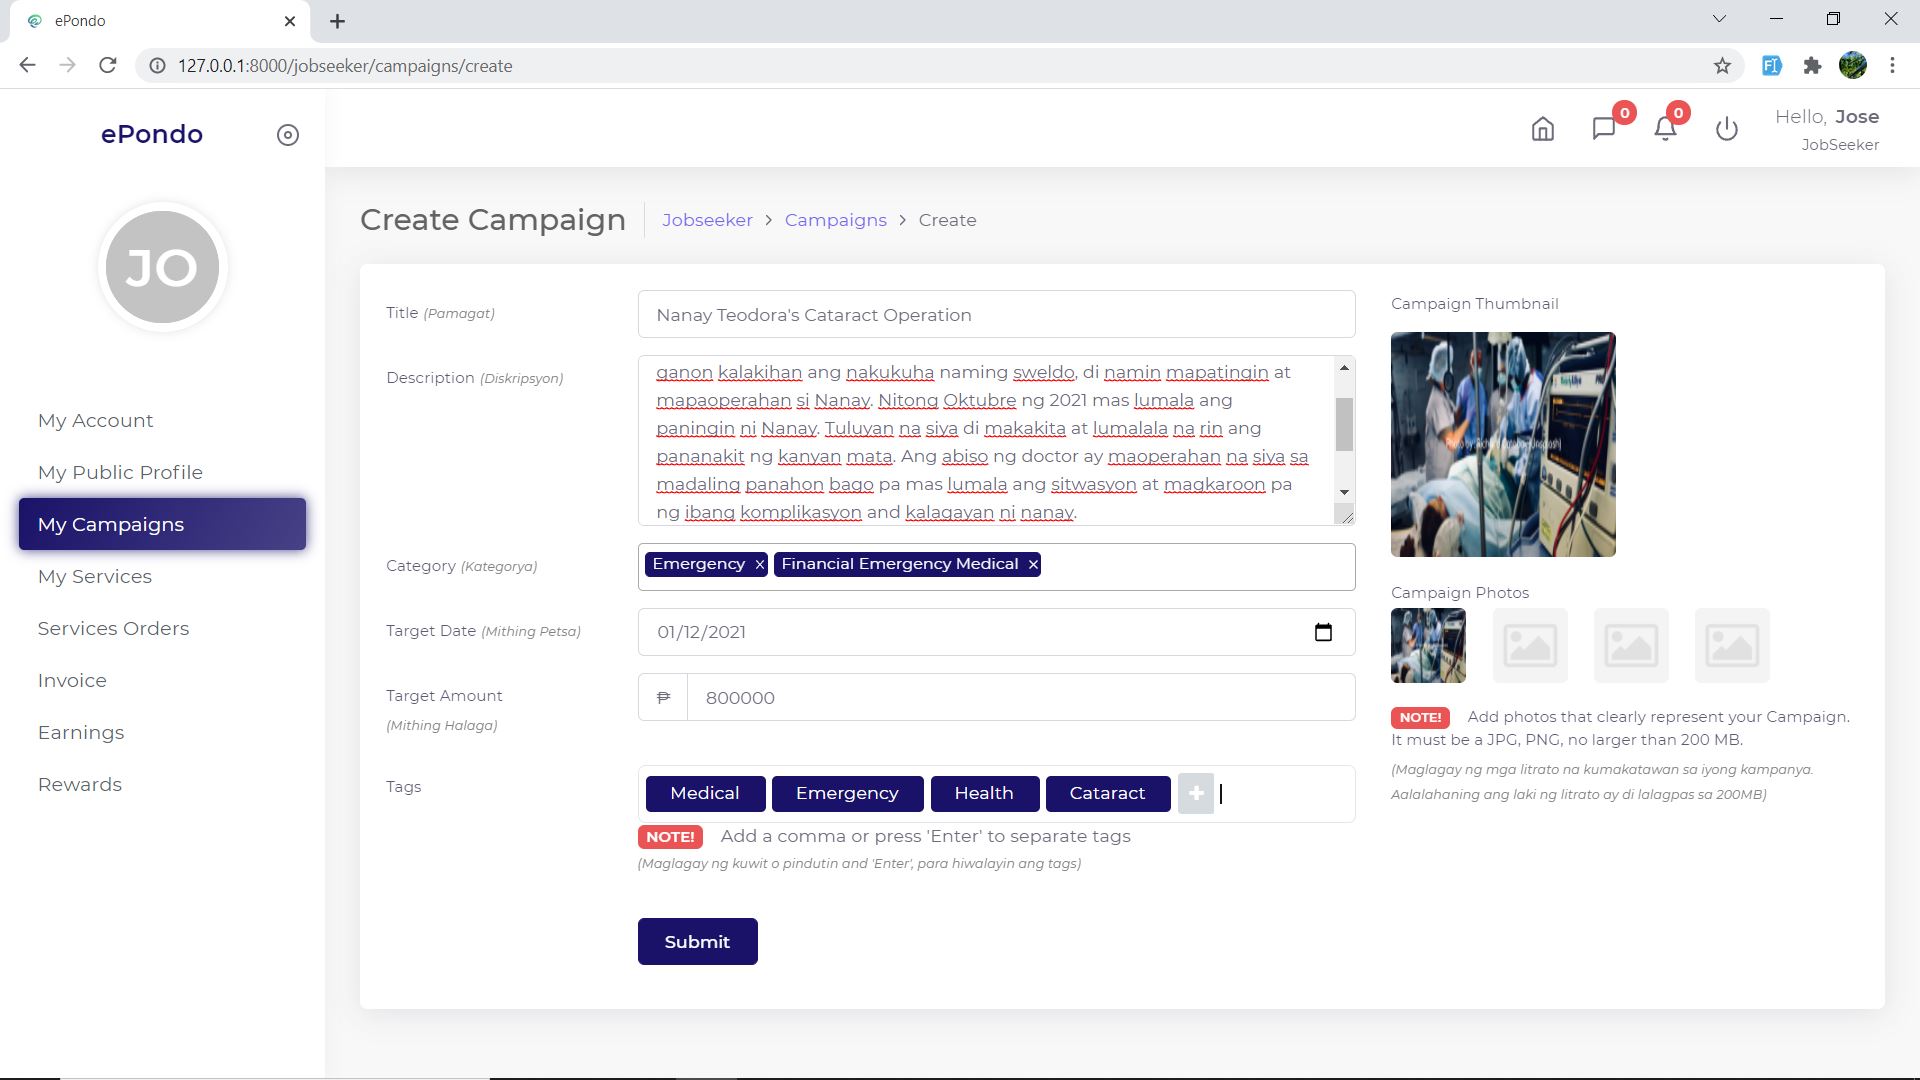 ePondo
127.0.0.1:8000/jobseeker/campaigns/create
ePondo
0
0
Hello, Jose
JobSeeker
JO
My Account
My Public Profile
My Campaigns
My Services
Services Orders
Invoice
Earnings
Rewards
Create Campaign
Jobseeker > Campaigns > Create
Title (Pamagat)
Nanay Teodora's Cataract Operation
Description (Diskripsyon)
ganon kalakihan ang nakukuha naming sweldo, di namin mapatingin at
mapaoperahan si Nanay. Nitong Oktubre ng 2021 mas lumala ang
paningin ni Nanay. Tuluyan na siya di makakita at lumalala na rin ang
pananakit ng kanyan mata. Ang abiso ng doctor ay maoperahan na siya sa
madaling panahon bago pa mas lumala ang sitwasyon at magkaroon pa
ng ibang komplikasyon and kalagayan ni nanay.
Category (Kategorya)
Emergency × Financial Emergency Medical ×
Target Date (Mithing Petsa)
01/12/2021
Target Amount
(Mithing Halaga)
₱ 800000
Tags
Medical Emergency Health Cataract +
NOTE! Add a comma or press 'Enter' to separate tags
(Maglagay ng kuwit o pindutin and 'Enter', para hiwalayin ang tags)
Submit
Campaign Thumbnail
Campaign Photos
NOTE! Add photos that clearly represent your Campaign.
It must be a JPG, PNG, no larger than 200 MB.
(Maglagay ng mga litrato na kumakatawan sa iyong kampanya.
Aalalahaning ang laki ng litrato ay di lalagpas sa 200MB)